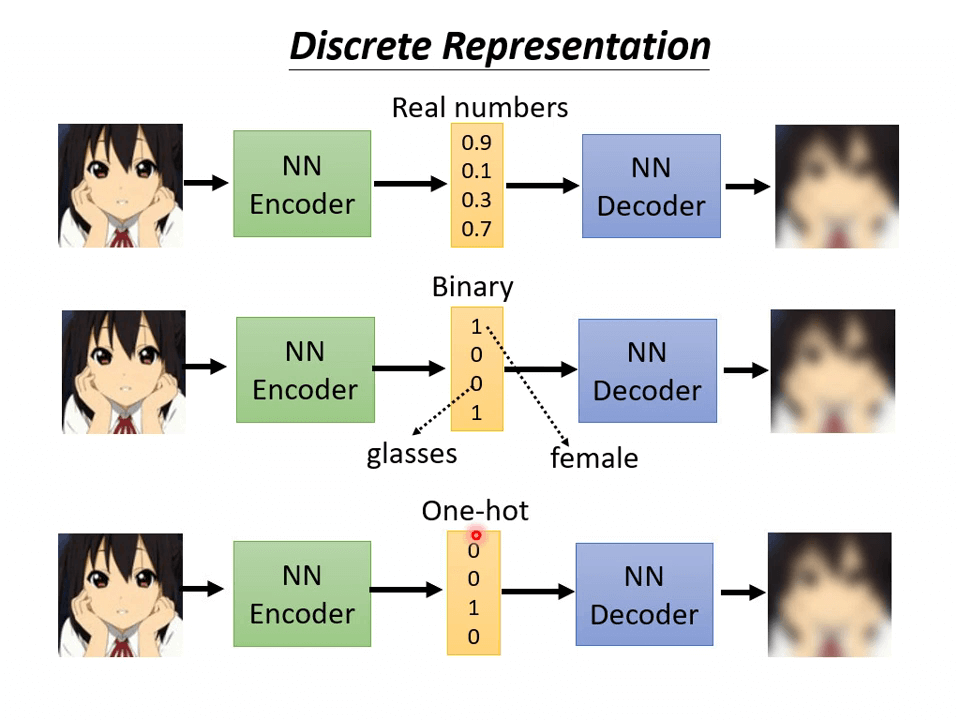 Discrete Representation
Real numbers
NN
Encoder
0.9
0.1
0.3
0.7
NN
Decoder
Binary
NN
Encoder
1
0
0
1
NN
Decoder
glasses
female
One-hot
NN
Encoder
0
0
1
0
NN
Decoder